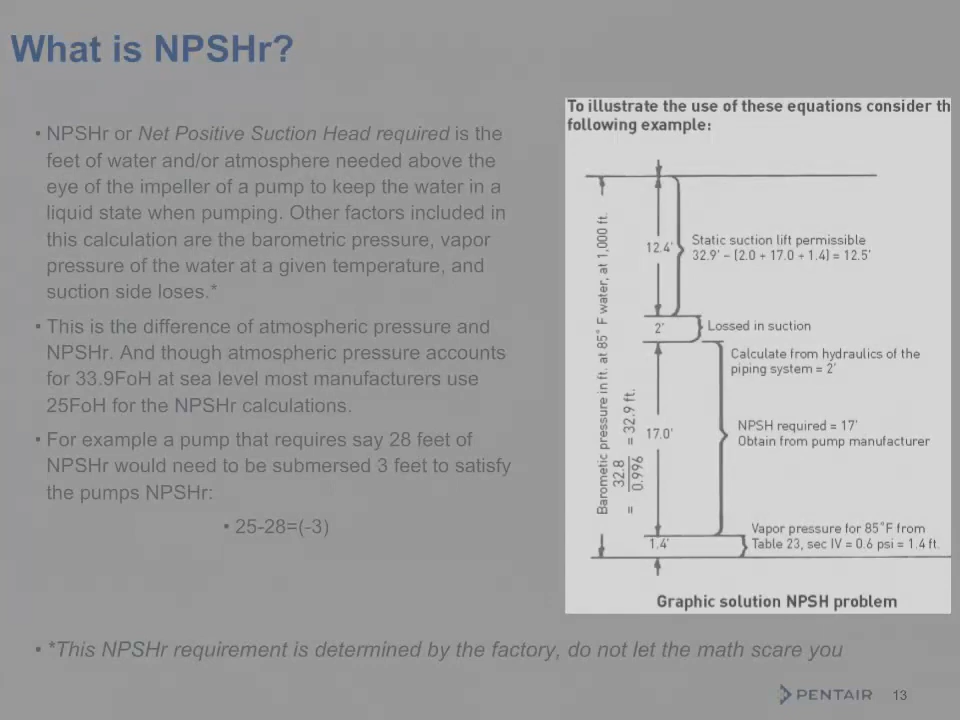 What is NPSHr?
• NPSHr or Net Positive Suction Head required is the
feet of water and/or atmosphere needed above the
eye of the impeller of a pump to keep the water in a
liquid state when pumping. Other factors included in
this calculation are the barometric pressure, vapor
pressure of the water at a given temperature, and
suction side loses.*
• This is the difference of atmospheric pressure and
NPSHr. And though atmospheric pressure accounts
for 33.9FoH at sea level most manufacturers use
25FoH for the NPSHr calculations.
• For example a pump that requires say 28 feet of
NPSHr would need to be submersed 3 feet to satisfy
the pumps NPSHr:
• 25-28=(-3)
To illustrate the use of these equations consider th
following example:
Barometic pressure in ft. at 85° F water, at 1,000 ft.
= 32.8 / 0.996 = 32.9 ft.
12.4'
Static suction lift permissible
32.9' – (2.0 + 17.0 + 1.4) = 12.5'
2'
Lossed in suction
Calculate from hydraulics of the
piping system = 2'
17.0'
NPSH required = 17'
Obtain from pump manufacturer
1.4'
Vapor pressure for 85°F from
Table 23, sec IV = 0.6 psi = 1.4 ft.
Graphic solution NPSH problem
• *This NPSHr requirement is determined by the factory, do not let the math scare you
PENTAIR 13